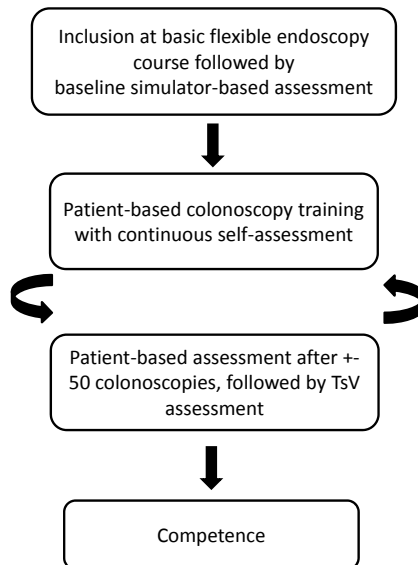 Inclusion at basic flexible endoscopy
course followed by
baseline simulator-based assessment
Patient-based colonoscopy training
with continuous self-assessment
Patient-based assessment after +-
50 colonoscopies, followed by TsV
assessment
Competence